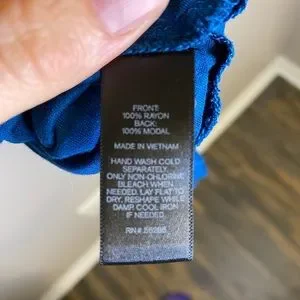 FRONT:
100% RAYON
BACK:
100% MODAL
MADE IN VIETNAM
HAND WASH COLD
SEPARATELY.
ONLY NON-CHLORINE
BLEACH WHEN
NEEDED. LAY FLAT TO
DRY. RESHAPE WHILE
DAMP. COOL IRON
IF NEEDED.
RN#